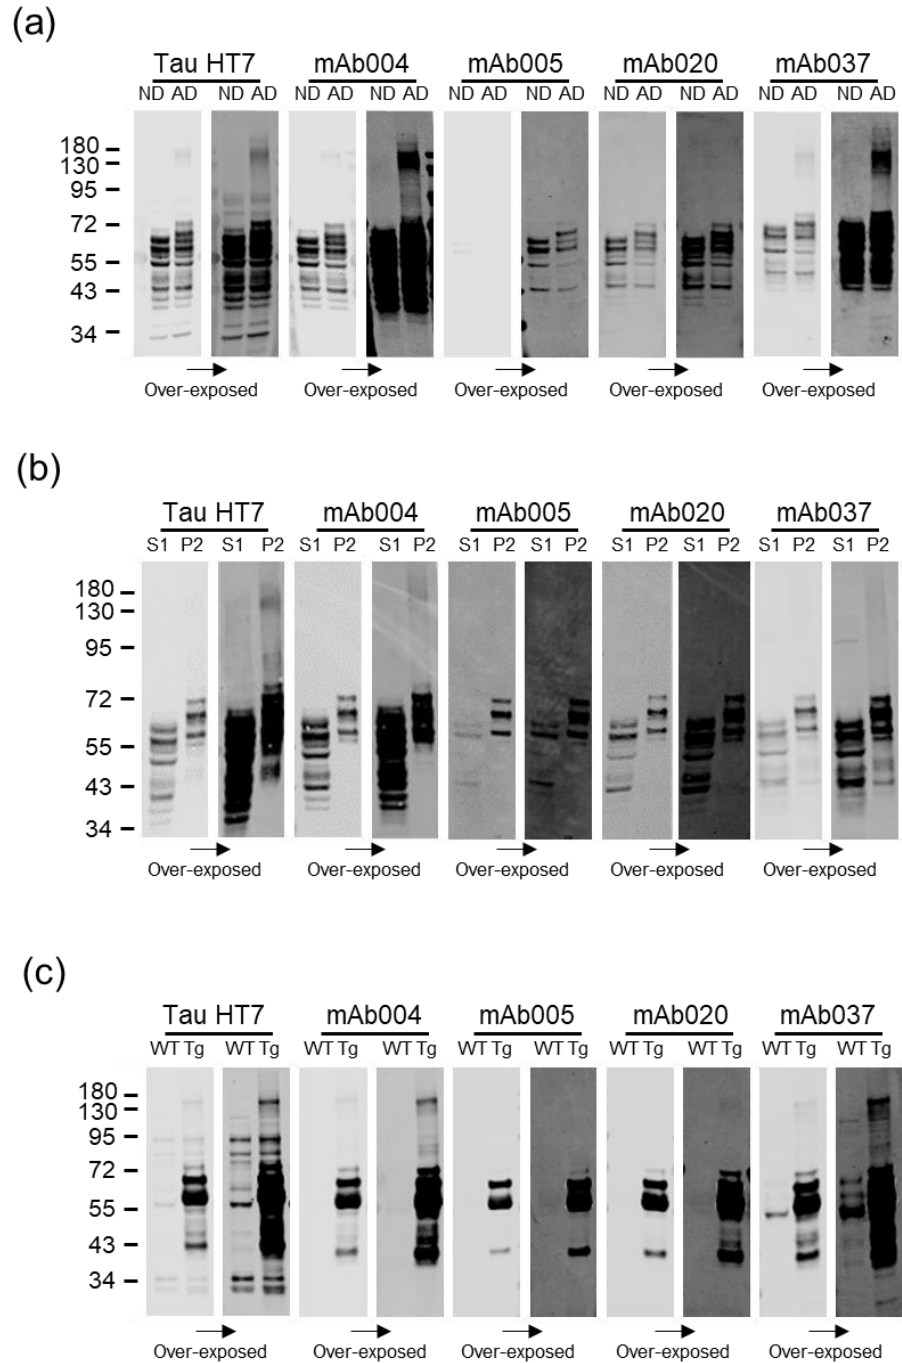 (a)
Tau HT7 mAb004 mAb005 mAb020 mAb037
ND AD ND AD ND AD ND AD ND AD ND AD ND AD ND AD ND AD ND AD
180
130
95
72
55
43
34
Over-exposed Over-exposed Over-exposed Over-exposed Over-exposed
(b)
Tau HT7 mAb004 mAb005 mAb020 mAb037
S1 P2 S1 P2 S1 P2 S1 P2 S1 P2 S1 P2 S1 P2 S1 P2 S1 P2 S1 P2
180
130
95
72
55
43
34
Over-exposed Over-exposed Over-exposed Over-exposed Over-exposed
(c)
Tau HT7 mAb004 mAb005 mAb020 mAb037
WT Tg WT Tg WT Tg WT Tg WT Tg WT Tg WT Tg WT Tg WT Tg WT Tg
180
130
95
72
55
43
34
Over-exposed Over-exposed Over-exposed Over-exposed Over-exposed